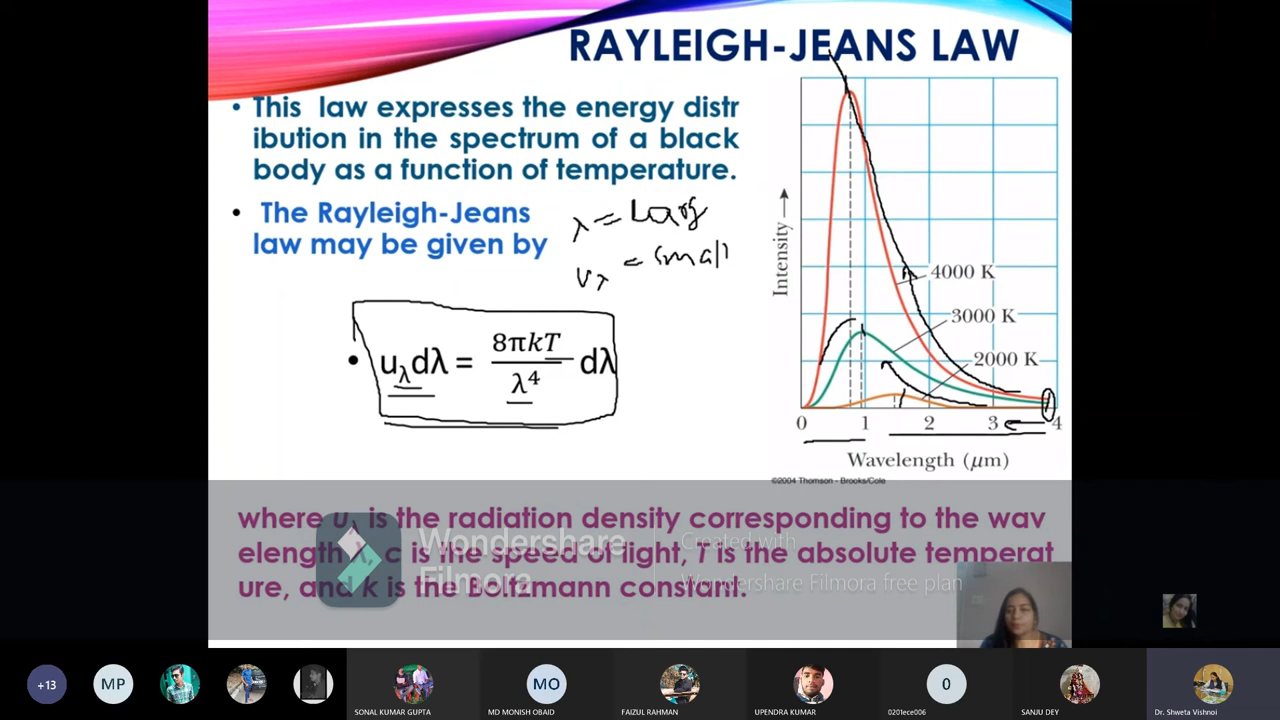 RAYLEIGH-JEANS LAW
• This law expresses the energy distr
ibution in the spectrum of a black
body as a function of temperature.
• The Rayleigh-Jeans
law may be given by
λ = Larg
uλ = small
• uλdλ = 8πkT/λ⁴ dλ
Intensity →
4000 K
3000 K
2000 K
0 1 2 3 4
Wavelength (μm)
©2004 Thomson - Brooks/Cole
where uλ is the radiation density corresponding to the wav
elength λ, c is the speed of light, T is the absolute temperat
ure, and k is the Boltzmann constant.
Wondershare
Filmora
Created with
Wondershare Filmora free plan
+13
MP
MO
0
SONAL KUMAR GUPTA
MD MONISH OBAID
FAIZUL RAHMAN
UPENDRA KUMAR
0201ece006
SANJU DEY
Dr. Shweta Vishnoi